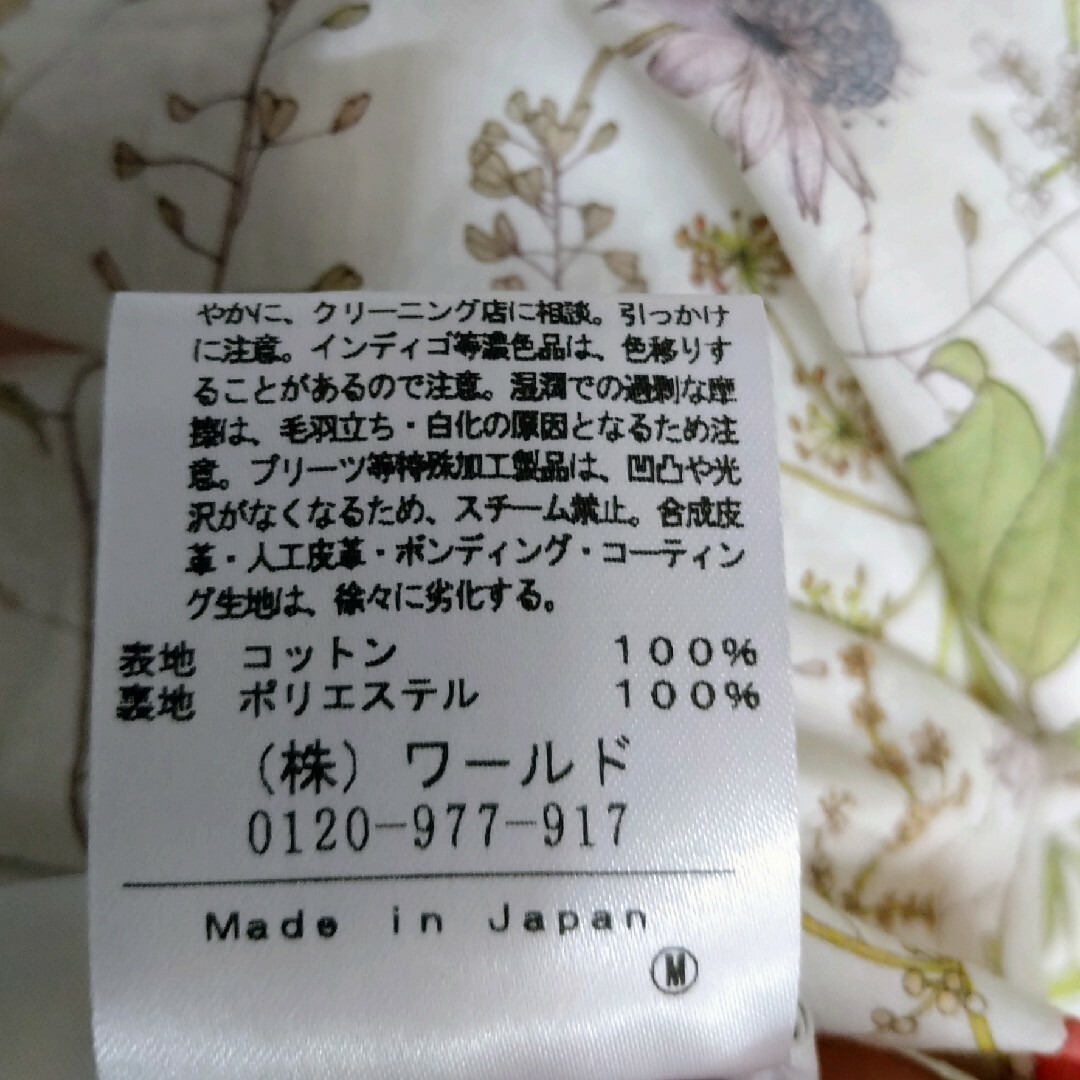 やかに、クリーニング店に相談。引っかけ
に注意。インディゴ等濃色品は、色移りす
ることがあるので注意。湿潤での過剰な摩
擦は、毛羽立ち・白化の原因となるため注
意。プリーツ等特殊加工製品は、凹凸や光
沢がなくなるため、スチーム禁止。合成皮
革・人工皮革・ボンディング・コーティン
グ生地は、徐々に劣化する。
表地 コットン 100%
裏地 ポリエステル 100%
(株) ワールド
0120-977-917
Made in Japan
Ⓜ